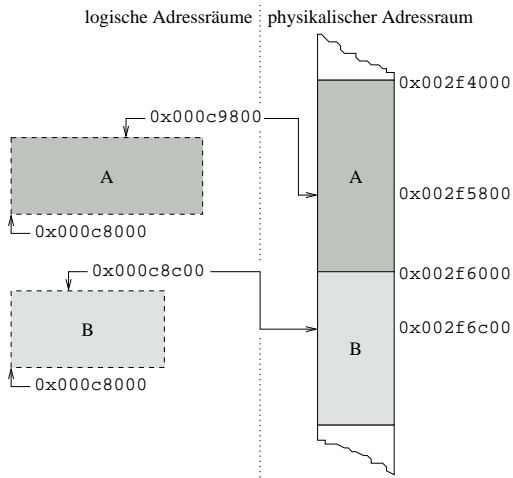 logische Adressräume
physikalischer Adressraum
0x002f4000
0x000c9800
A
A
0x002f5800
0x000c8000
0x000c8c00
0x002f6000
B
0x002f6c00
B
0x000c8000